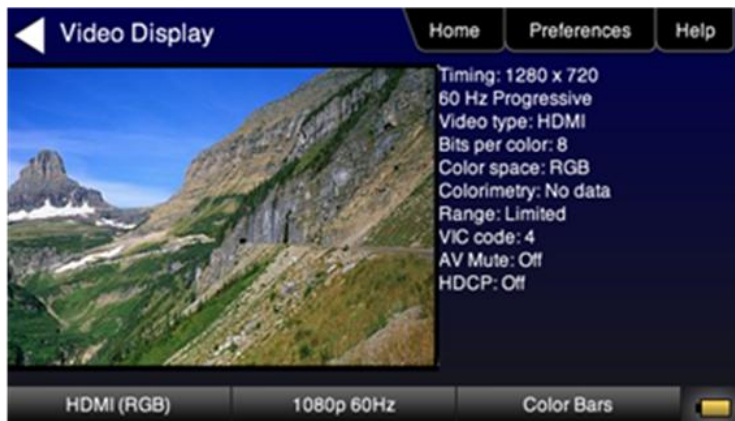 Video Display
Home
Preferences
Help
Timing: 1280 x 720
60 Hz Progressive
Video type: HDMI
Bits per color: 8
Color space: RGB
Colorimetry: No data
Range: Limited
VIC code: 4
AV Mute: Off
HDCP: Off
HDMI (RGB)
1080p 60Hz
Color Bars